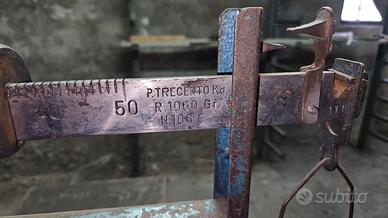 50
P.TRECENTO Kg
R.1060 Gr.
N.106
subito